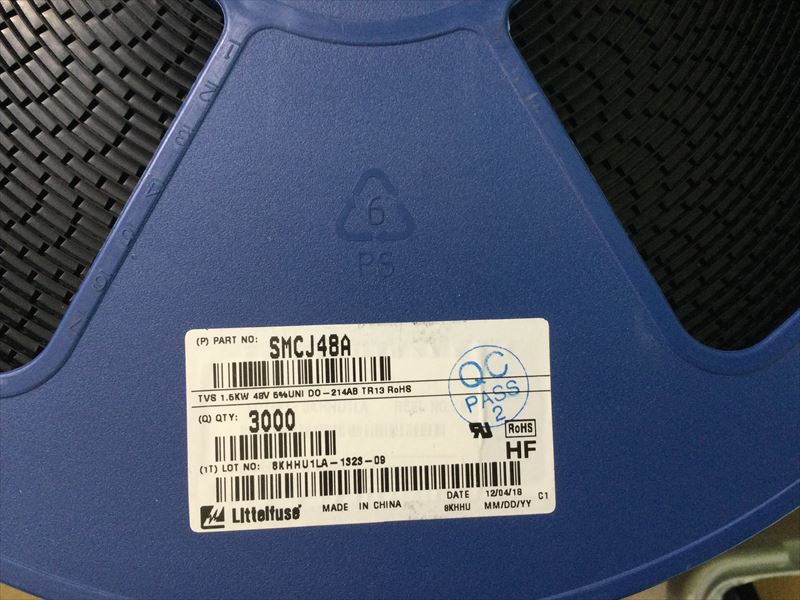 6
PS
(P) PART NO: SMCJ48A
TVS 1.5KW 48V 5%UNI DO-214AB TR13 RoHS
(Q) QTY: 3000
QC
PASS
2
RoHS
HF
(1T) LOT NO: 8KHHU1LA-1323-09
Littelfuse
MADE IN CHINA
DATE 12/04/18 C1
8KHHU MM/DD/YY